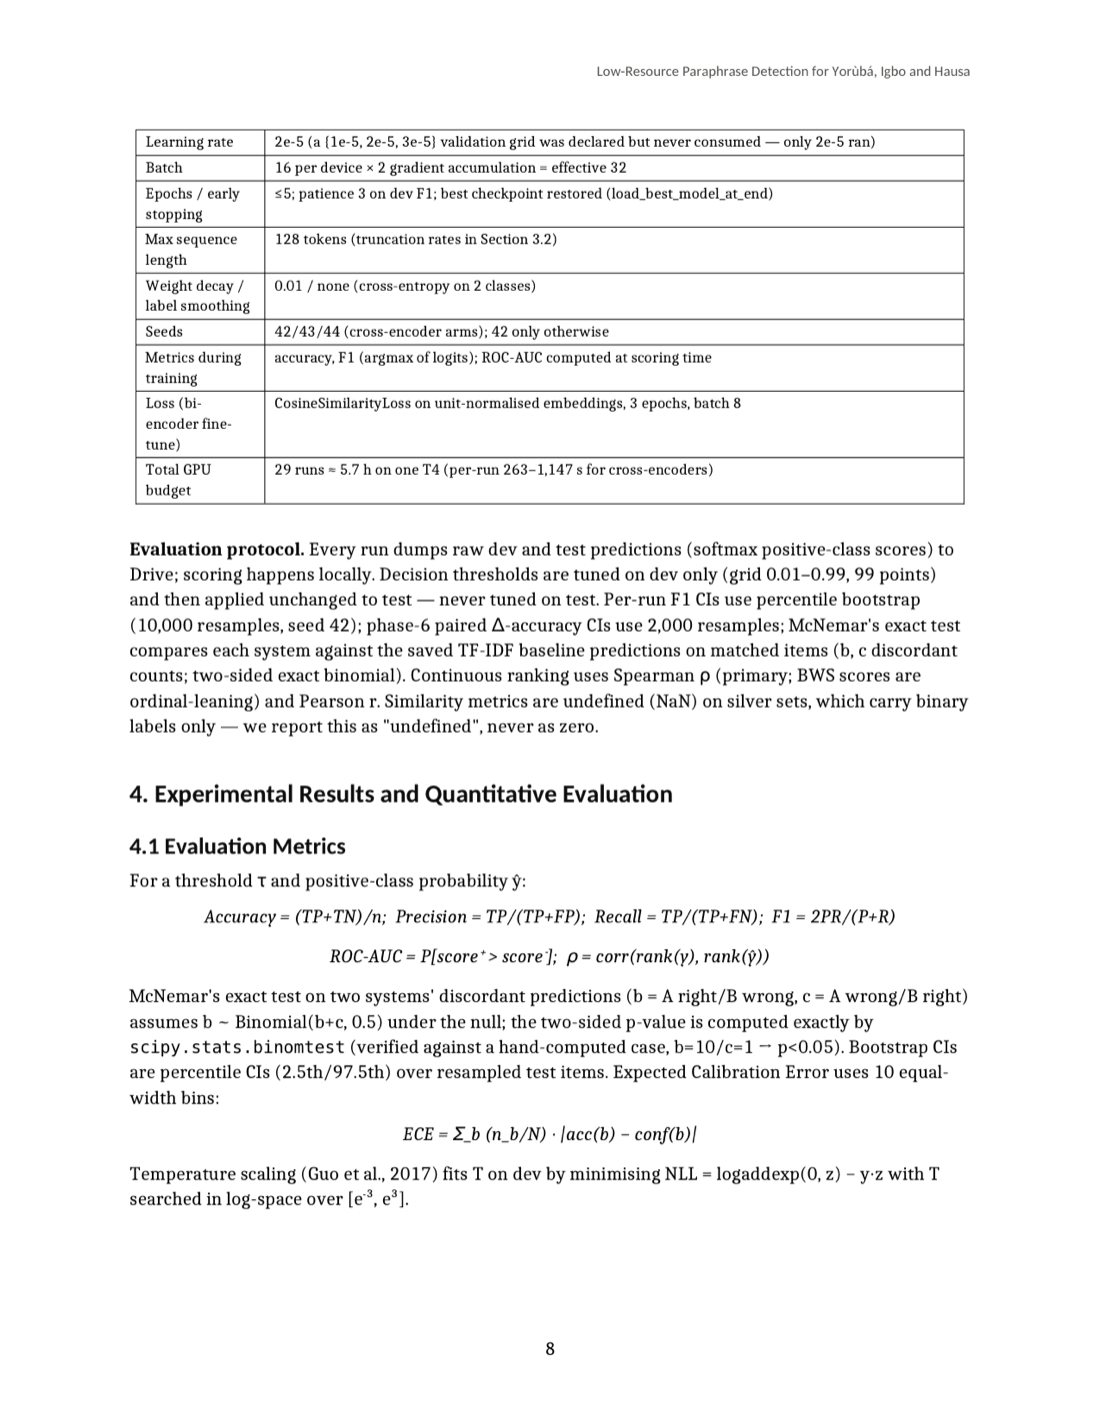 Low-Resource Paraphrase Detection for Yorùbá, Igbo and Hausa
Learning rate
2e-5 (a {1e-5, 2e-5, 3e-5} validation grid was declared but never consumed — only 2e-5 ran)
Batch
16 per device × 2 gradient accumulation = effective 32
Epochs / early
stopping
≤5; patience 3 on dev F1; best checkpoint restored (load_best_model_at_end)
Max sequence
length
128 tokens (truncation rates in Section 3.2)
Weight decay /
label smoothing
0.01 / none (cross-entropy on 2 classes)
Seeds
42/43/44 (cross-encoder arms); 42 only otherwise
Metrics during
training
accuracy, F1 (argmax of logits); ROC-AUC computed at scoring time
Loss (bi-
encoder fine-
tune)
CosineSimilarityLoss on unit-normalised embeddings, 3 epochs, batch 8
Total GPU
budget
29 runs ≈ 5.7 h on one T4 (per-run 263–1,147 s for cross-encoders)
Evaluation protocol. Every run dumps raw dev and test predictions (softmax positive-class scores) to
Drive; scoring happens locally. Decision thresholds are tuned on dev only (grid 0.01–0.99, 99 points)
and then applied unchanged to test — never tuned on test. Per-run F1 CIs use percentile bootstrap
(10,000 resamples, seed 42); phase-6 paired Δ-accuracy CIs use 2,000 resamples; McNemar's exact test
compares each system against the saved TF-IDF baseline predictions on matched items (b, c discordant
counts; two-sided exact binomial). Continuous ranking uses Spearman ρ (primary; BWS scores are
ordinal-leaning) and Pearson r. Similarity metrics are undefined (NaN) on silver sets, which carry binary
labels only — we report this as "undefined", never as zero.
4. Experimental Results and Quantitative Evaluation
4.1 Evaluation Metrics
For a threshold τ and positive-class probability ŷ:
Accuracy = (TP+TN)/n; Precision = TP/(TP+FP); Recall = TP/(TP+FN); F1 = 2PR/(P+R)
ROC-AUC = P[score⁺ > score⁻]; ρ = corr(rank(y), rank(ŷ))
McNemar's exact test on two systems' discordant predictions (b = A right/B wrong, c = A wrong/B right)
assumes b ~ Binomial(b+c, 0.5) under the null; the two-sided p-value is computed exactly by
scipy.stats.binomtest (verified against a hand-computed case, b=10/c=1 → p<0.05). Bootstrap CIs
are percentile CIs (2.5th/97.5th) over resampled test items. Expected Calibration Error uses 10 equal-
width bins:
ECE = Σ_b (n_b/N) · |acc(b) − conf(b)|
Temperature scaling (Guo et al., 2017) fits T on dev by minimising NLL = logaddexp(0, z) − y·z with T
searched in log-space over [e⁻³, e³].
8